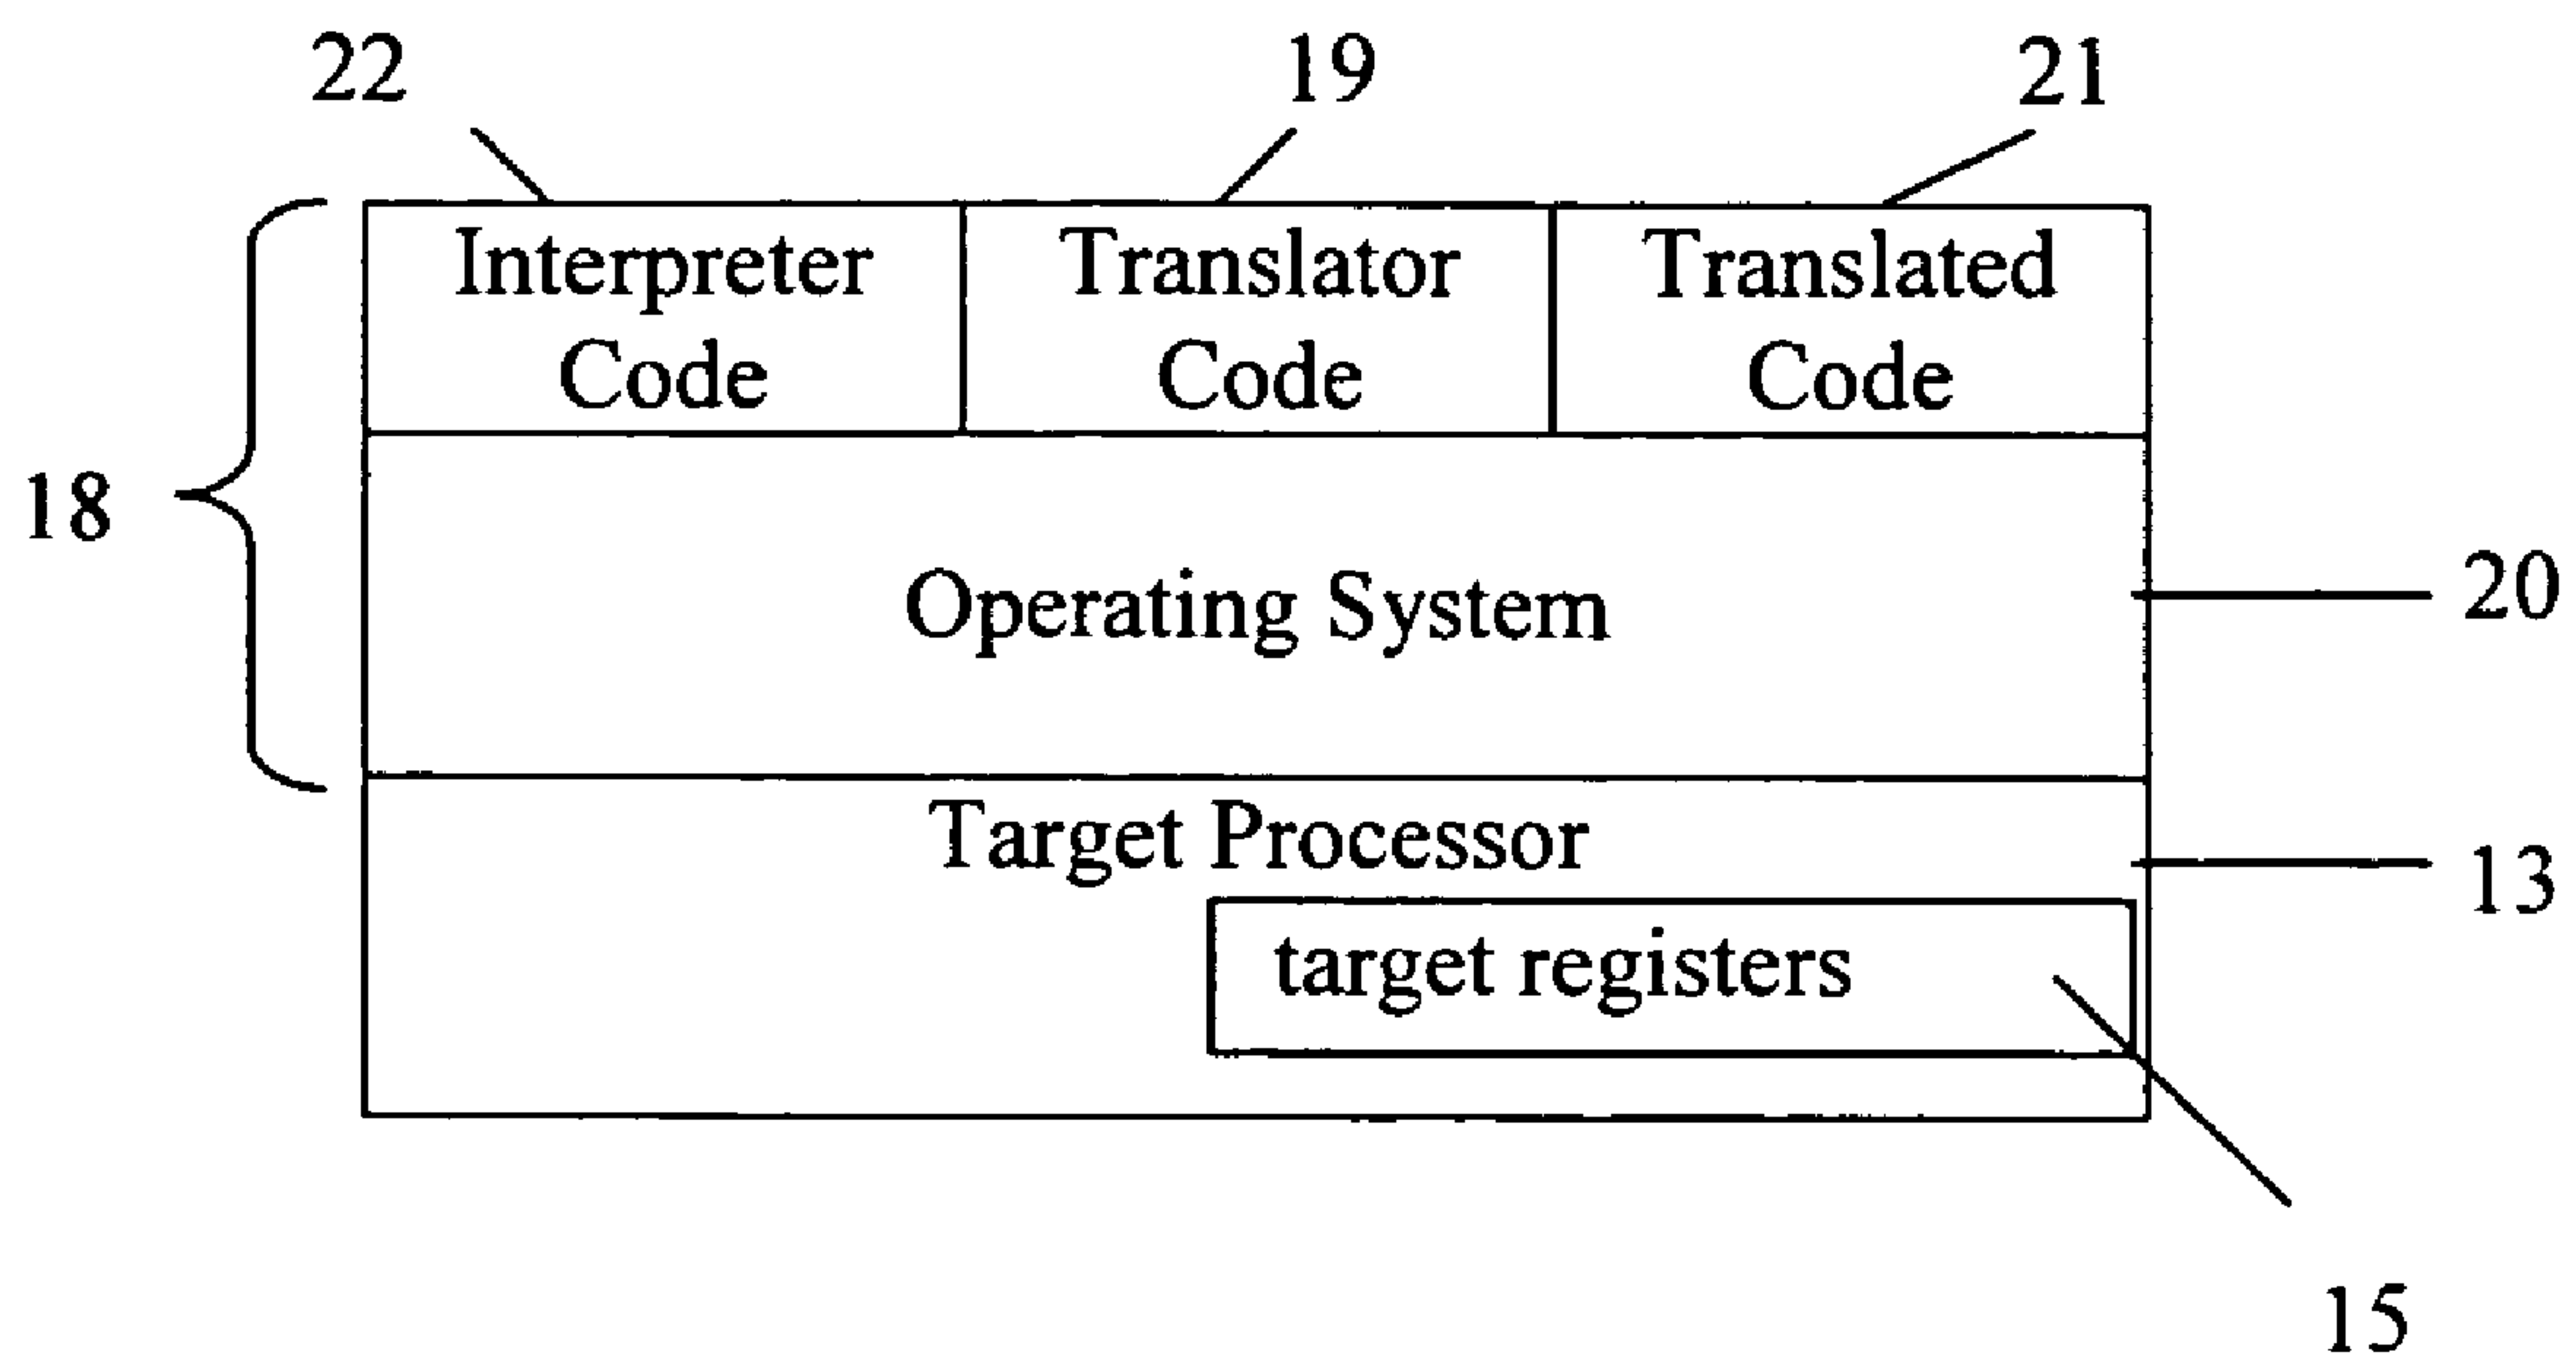 22
19
21
Interpreter
Code
Translator
Code
Translated
Code
18
Operating System
20
Target Processor
13
target registers
15